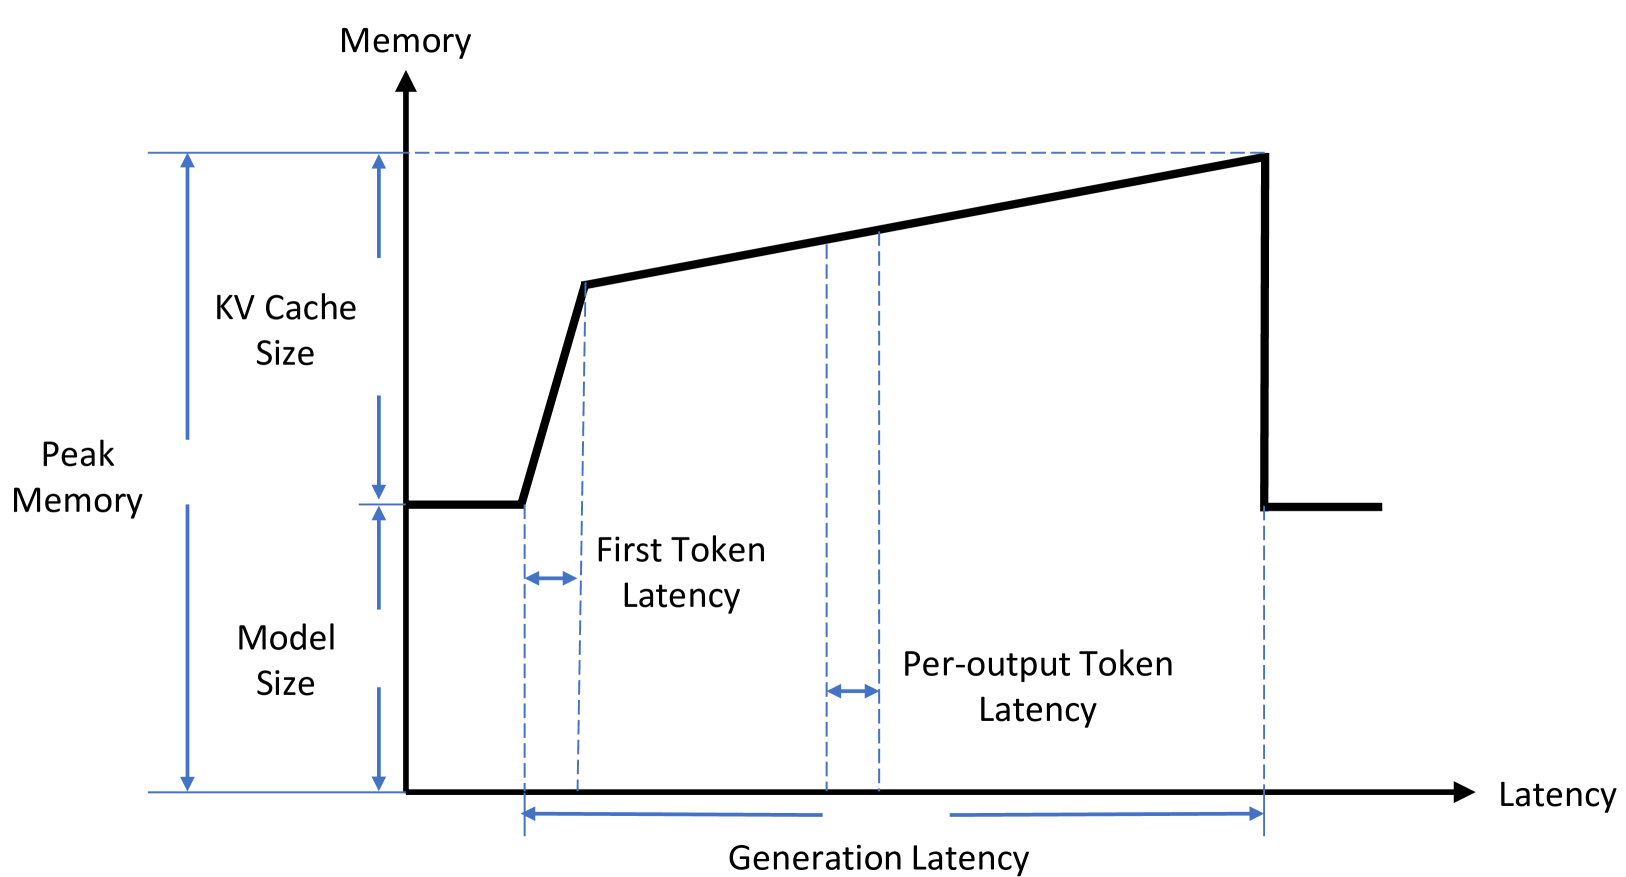 Memory
KV Cache
Size
Peak
Memory
First Token
Latency
Model
Size
Per-output Token
Latency
Latency
Generation Latency